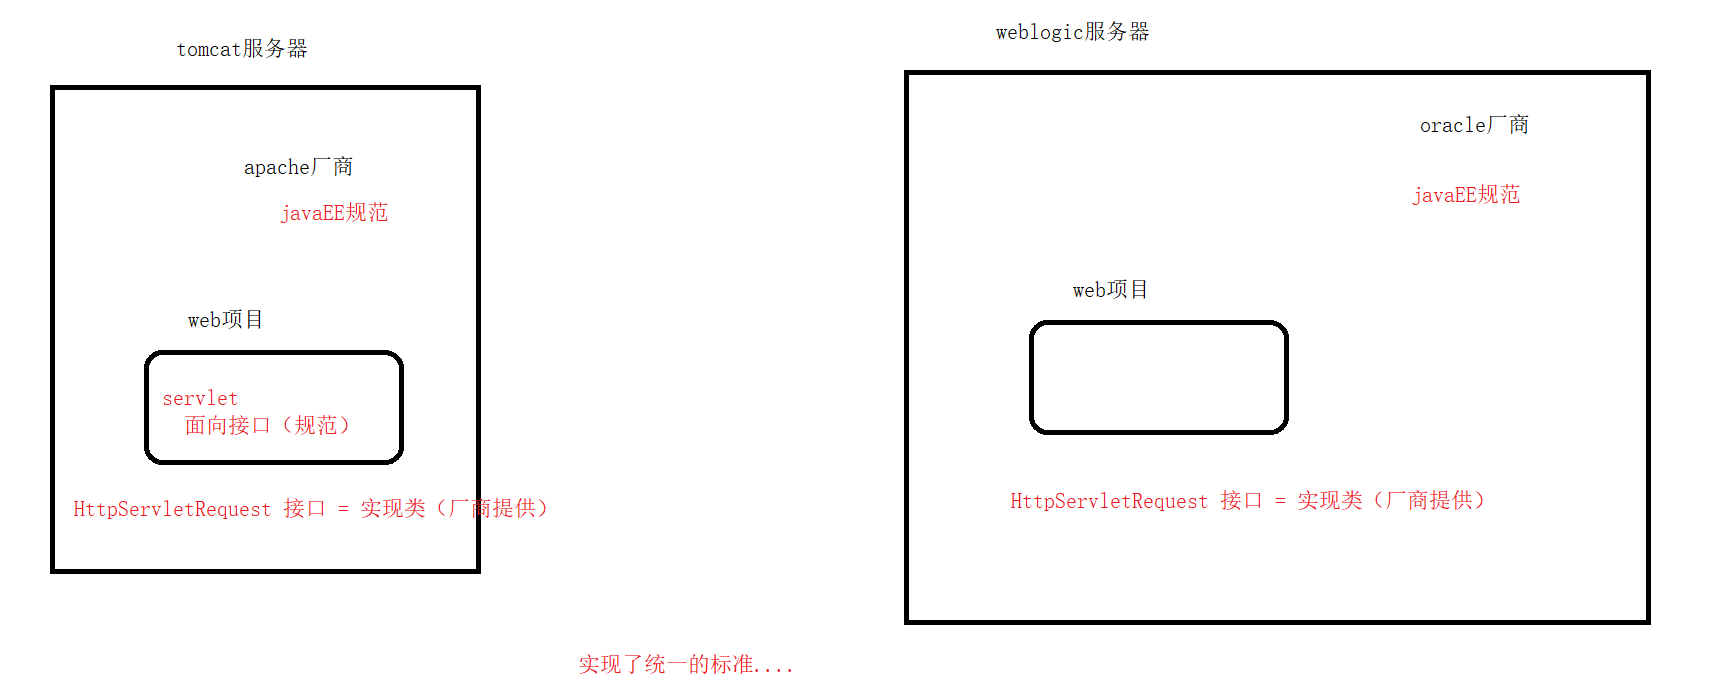 tomcat服务器
apache厂商
javaEE规范
web项目
servlet
面向接口（规范）
HttpServletRequest 接口 = 实现类（厂商提供）
weblogic服务器
oracle厂商
javaEE规范
web项目
HttpServletRequest 接口 = 实现类（厂商提供）
实现了统一的标准....